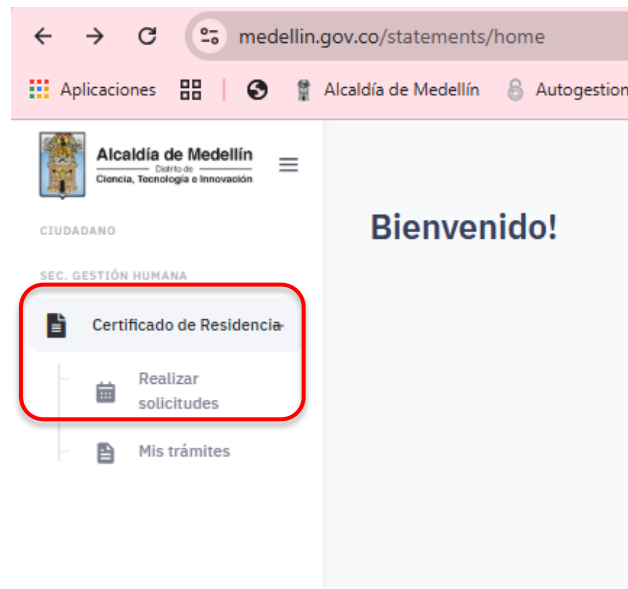 medellin.gov.co/statements/home
Aplicaciones
Alcaldía de Medellín
Autogestion
Alcaldía de Medellín
Distrito de
Ciencia, Tecnología e Innovación
CIUDADANO
Bienvenido!
SEC. GESTIÓN HUMANA
Certificado de Residencia
Realizar
solicitudes
Mis trámites